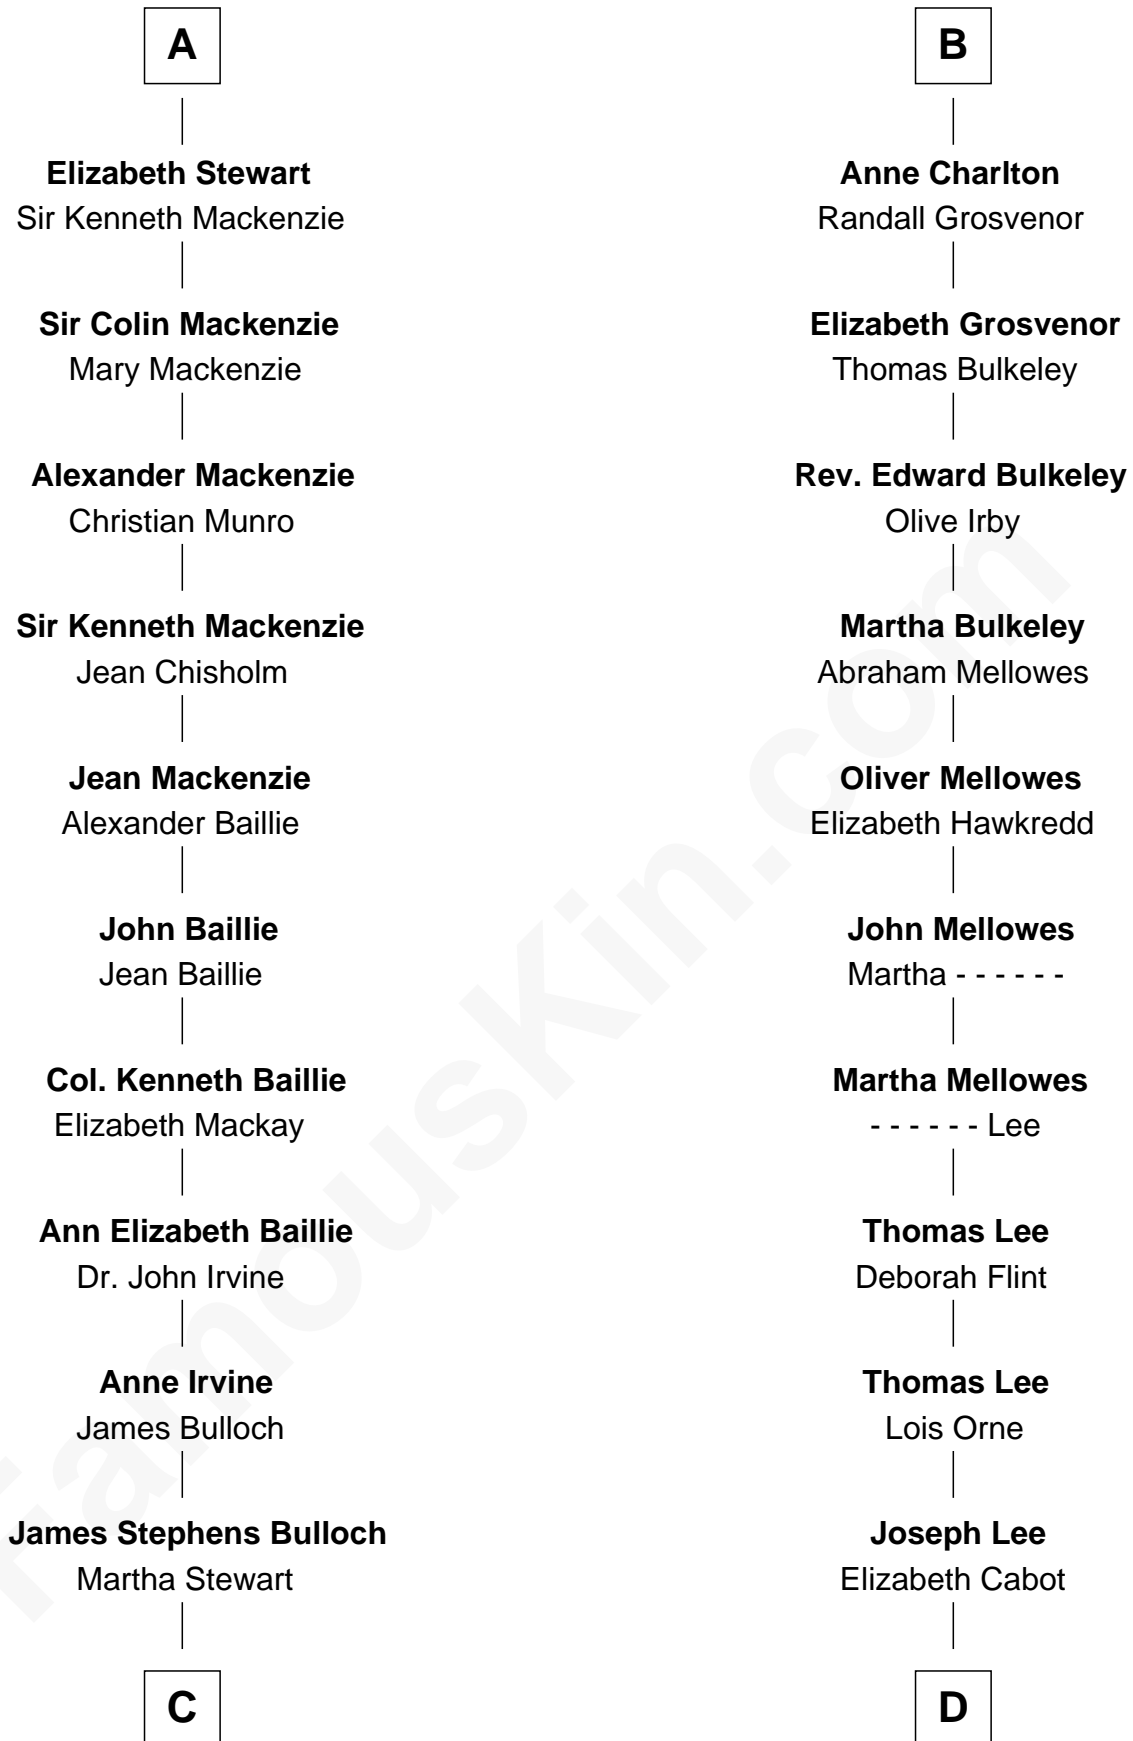 A
Elizabeth Stewart
Sir Kenneth Mackenzie
Sir Colin Mackenzie
Mary Mackenzie
Alexander Mackenzie
Christian Munro
Sir Kenneth Mackenzie
Jean Chisholm
Jean Mackenzie
Alexander Baillie
John Baillie
Jean Baillie
Col. Kenneth Baillie
Elizabeth Mackay
Ann Elizabeth Baillie
Dr. John Irvine
Anne Irvine
James Bulloch
James Stephens Bulloch
Martha Stewart
C
B
Anne Charlton
Randall Grosvenor
Elizabeth Grosvenor
Thomas Bulkeley
Rev. Edward Bulkeley
Olive Irby
Martha Bulkeley
Abraham Mellowes
Oliver Mellowes
Elizabeth Hawkredd
John Mellowes
Martha - - - - - -
Martha Mellowes
- - - - - - Lee
Thomas Lee
Deborah Flint
Thomas Lee
Lois Orne
Joseph Lee
Elizabeth Cabot
D
FamousKin.com